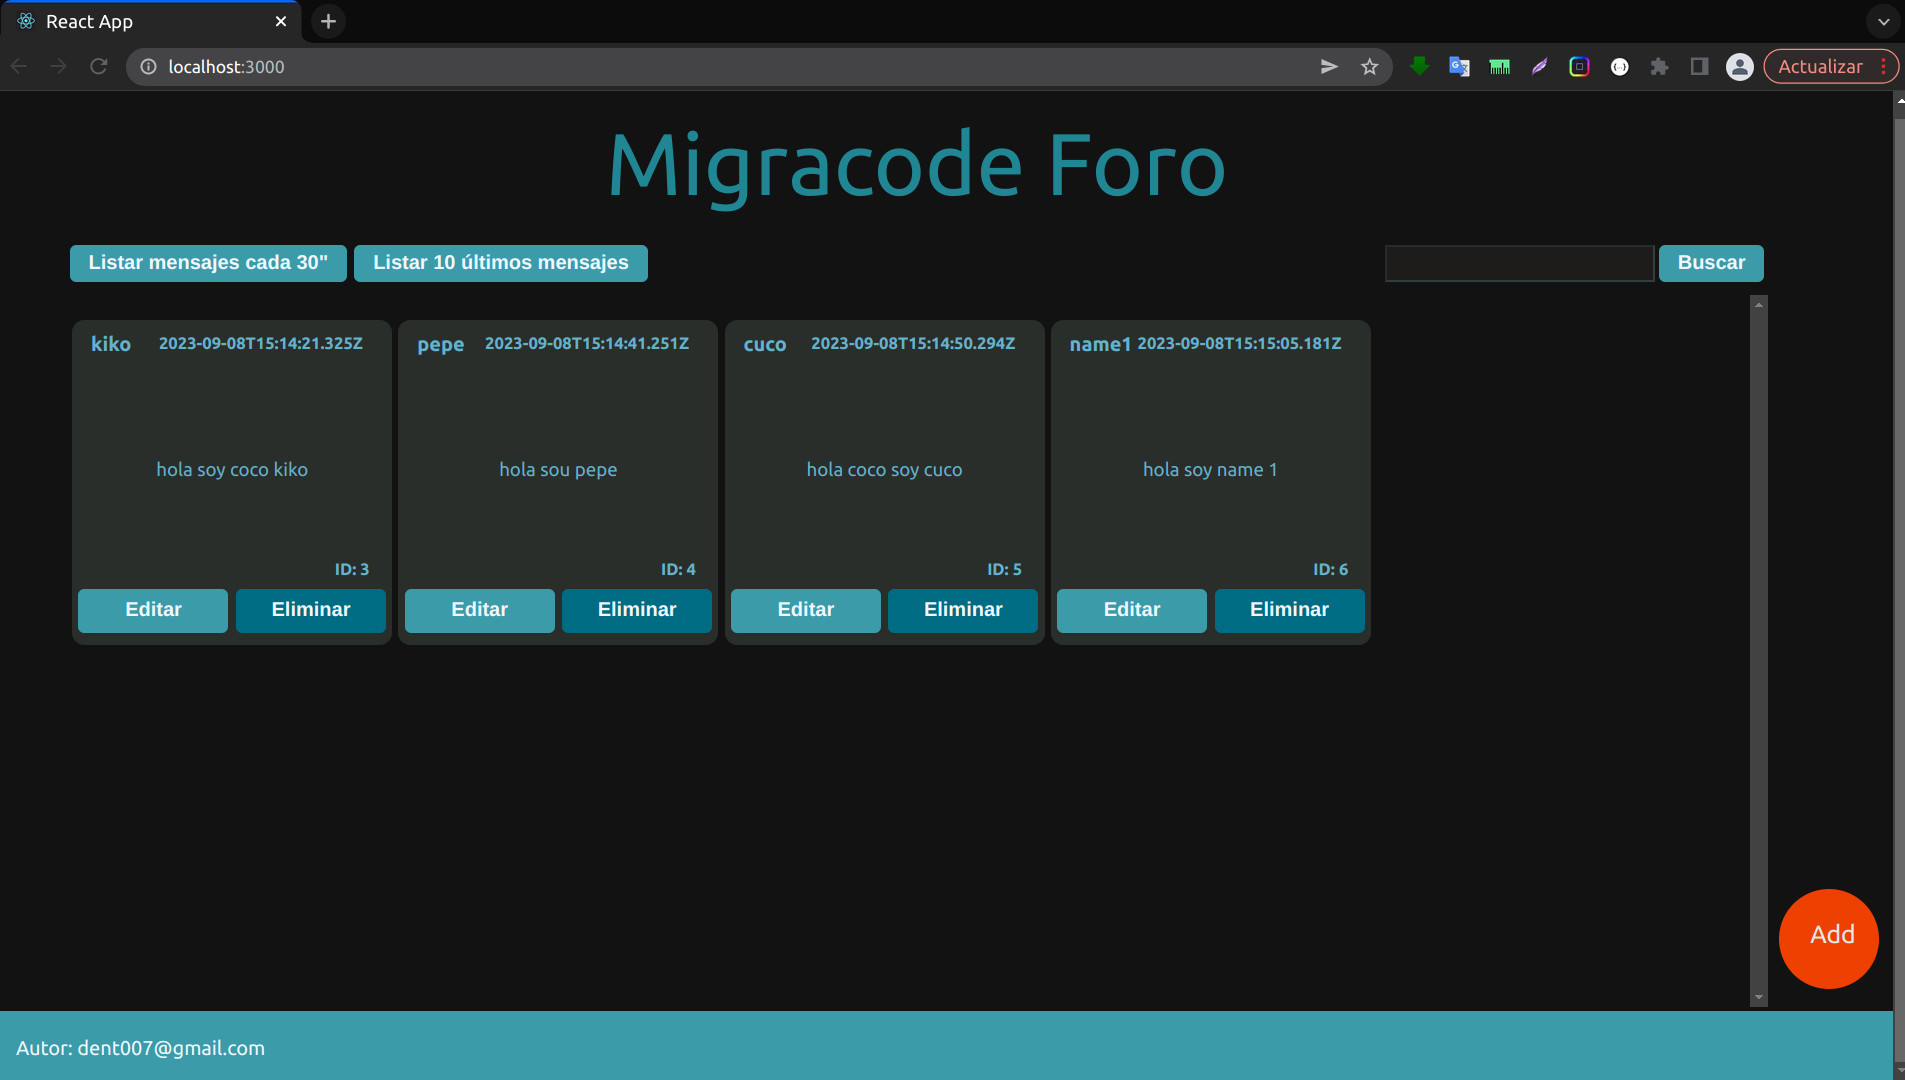 React App
localhost:3000
Actualizar
Migracode Foro
Listar mensajes cada 30" Listar 10 últimos mensajes Buscar
kiko 2023-09-08T15:14:21.325Z
hola soy coco kiko
ID: 3
Editar Eliminar
pepe 2023-09-08T15:14:41.251Z
hola sou pepe
ID: 4
Editar Eliminar
cuco 2023-09-08T15:14:50.294Z
hola coco soy cuco
ID: 5
Editar Eliminar
name1 2023-09-08T15:15:05.181Z
hola soy name 1
ID: 6
Editar Eliminar
Add
Autor: dent007@gmail.com